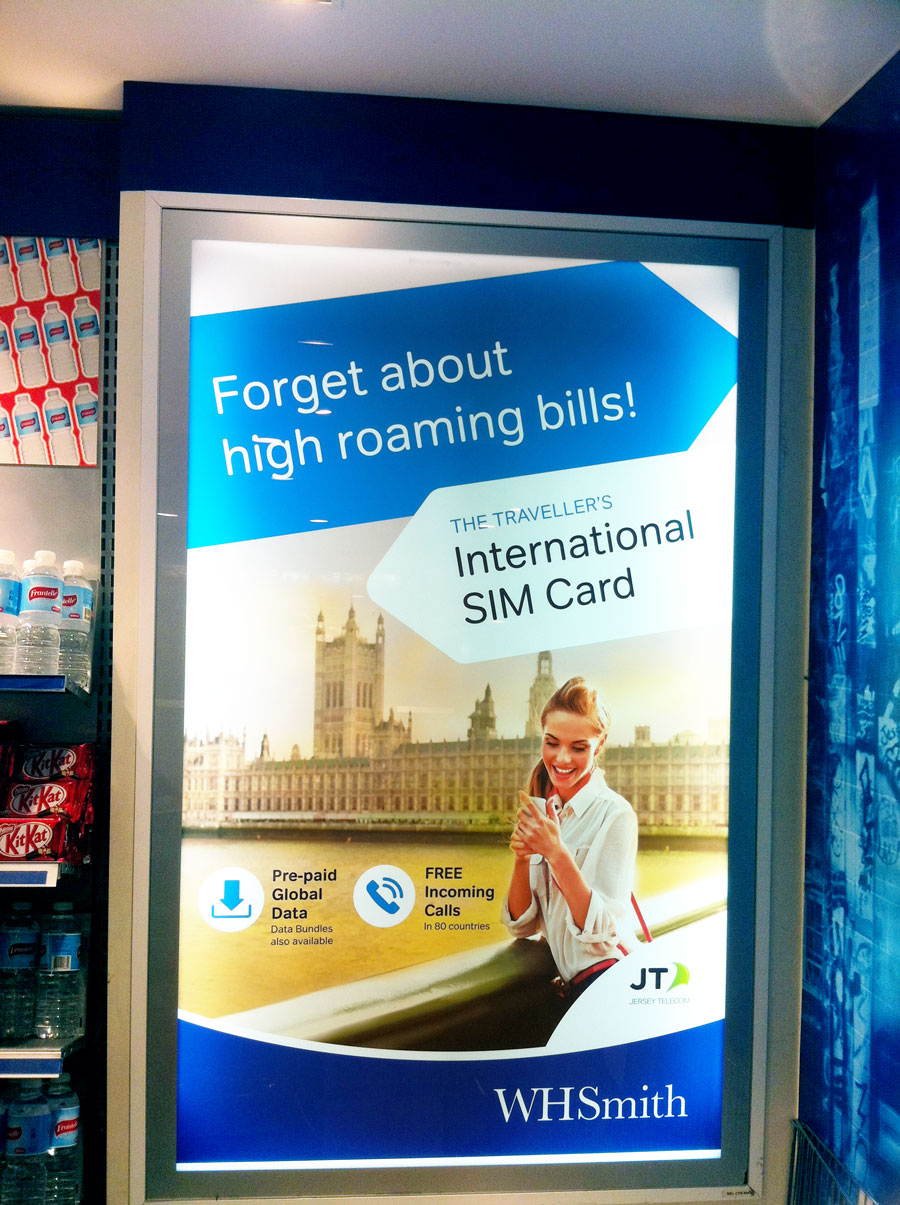 Forget about
high roaming bills!
THE TRAVELLER'S
International
SIM Card
Pre-paid
Global
Data
Data Bundles
also available
FREE
Incoming
Calls
In 80 countries
JT
JERSEY TELECOM
WHSmith
Frantelle
KitKat
KitKat
KitKat